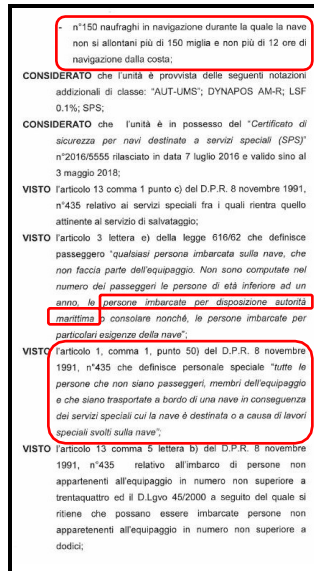 - n°150 naufraghi in navigazione durante la quale la nave
non si allontani più di 150 miglia e non più di 12 ore di
navigazione dalla costa;
CONSIDERATO che l'unità è provvista delle seguenti notazioni
addizionali di classe: "AUT-UMS"; DYNAPOS AM-R; LSF
0.1%; SPS;
CONSIDERATO che l'unità è in possesso del "Certificato di
sicurezza per navi destinate a servizi speciali (SPS)"
n°2016/5555 rilasciato in data 7 luglio 2016 e valido sino al
3 maggio 2018;
VISTO l'articolo 13 comma 1 punto c) del D.P.R. 8 novembre 1991,
n°435 relativo ai servizi speciali fra i quali rientra quello
attinente al servizio di salvataggio;
VISTO l'articolo 3 lettera e) della legge 616/62 che definisce
passeggero "qualsiasi persona imbarcata sulla nave, che
non faccia parte dell'equipaggio. Non sono computate nel
numero dei passeggeri le persone di età inferiore ad un
anno, le persone imbarcate per disposizione autorità
marittima o consolare nonché, le persone imbarcate per
particolari esigenze della nave";
VISTO l'articolo 1, comma 1, punto 50) del D.P.R. 8 novembre
1991, n°435 che definisce personale speciale "tutte le
persone che non siano passeggeri, membri dell'equipaggio
e che siano trasportate a bordo di una nave in conseguenza
dei servizi speciali cui la nave è destinata o a causa di lavori
speciali svolti sulla nave";
VISTO l'articolo 13 comma 5 lettera b) del D.P.R. 8 novembre
1991, n°435 relativo all'imbarco di persone non
appartenenti all'equipaggio in numero non superiore a
trentaquattro ed il D.Lgvo 45/2000 a seguito del quale si
ritiene che possano essere imbarcate persone non
apparetenenti all'equipaggio in numero non superiore a
dodici;